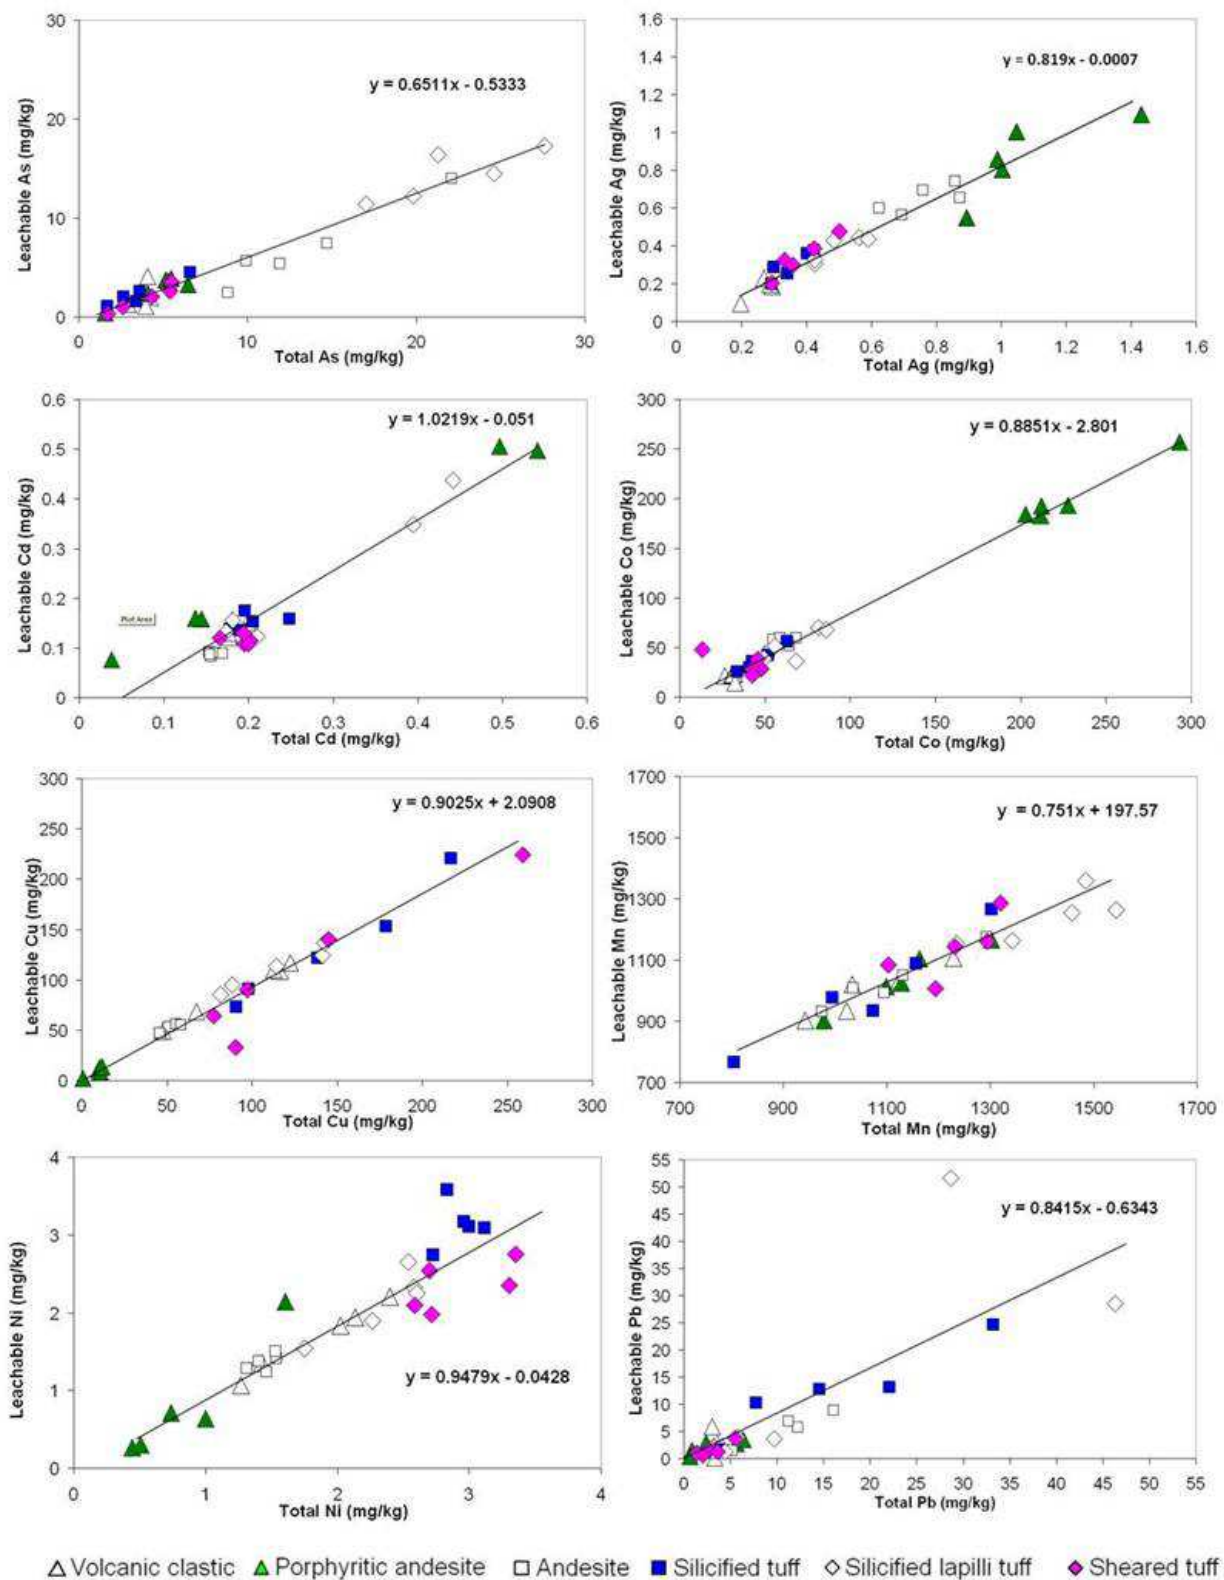 30
y = 0.6511x - 0.5333
20
Leachable As (mg/kg)
10
0
0 10 20 30
Total As (mg/kg)
1.6
y = 0.819x - 0.0007
1.4
1.2
Leachable Ag (mg/kg)
1
0.8
0.6
0.4
0.2
0
0 0.2 0.4 0.6 0.8 1 1.2 1.4 1.6
Total Ag (mg/kg)
0.6
y = 1.0219x - 0.051
0.5
Leachable Cd (mg/kg)
0.4
0.3
0.2
Plot Area
0.1
0
0 0.1 0.2 0.3 0.4 0.5 0.6
Total Cd (mg/kg)
300
y = 0.8851x - 2.801
250
Leachable Co (mg/kg)
200
150
100
50
0
0 50 100 150 200 250 300
Total Co (mg/kg)
300
y = 0.9025x + 2.0908
250
Leachable Cu (mg/kg)
200
150
100
50
0
0 50 100 150 200 250 300
Total Cu (mg/kg)
1700
y = 0.751x + 197.57
1500
Leachable Mn (mg/kg)
1300
1100
900
700
700 900 1100 1300 1500 1700
Total Mn (mg/kg)
4
3
Leachable Ni (mg/kg)
2
y = 0.9479x - 0.0428
1
0
0 1 2 3 4
Total Ni (mg/kg)
55
50
y = 0.8415x - 0.6343
45
40
Leachable Pb (mg/kg)
35
30
25
20
15
10
5
0
0 5 10 15 20 25 30 35 40 45 50 55
Total Pb (mg/kg)
Volcanic clastic Porphyritic andesite Andesite Silicified tuff Silicified lapilli tuff Sheared tuff